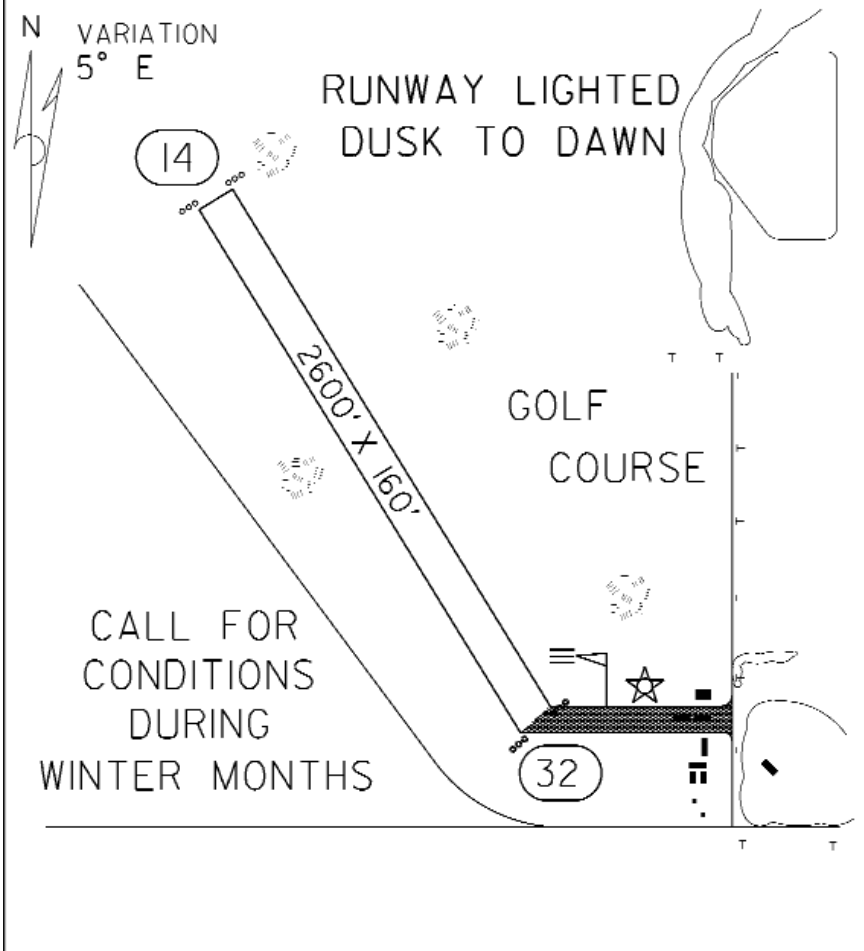 N
VARIATION
5° E
RUNWAY LIGHTED
DUSK TO DAWN
14
2600' X 160'
GOLF
COURSE
CALL FOR
CONDITIONS
DURING
WINTER MONTHS
32
T T
T
T
T
T T